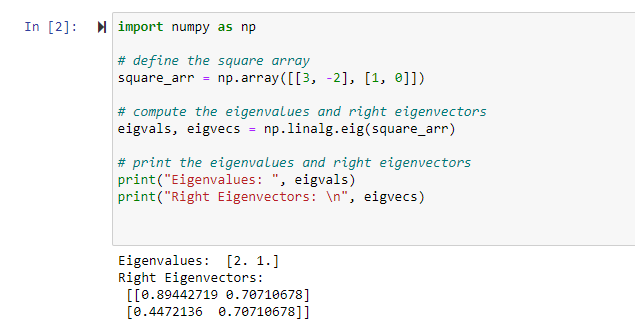 In [2]: import numpy as np
# define the square array
square_arr = np.array([[3, -2], [1, 0]])
# compute the eigenvalues and right eigenvectors
eigvals, eigvecs = np.linalg.eig(square_arr)
# print the eigenvalues and right eigenvectors
print("Eigenvalues: ", eigvals)
print("Right Eigenvectors: \n", eigvecs)
Eigenvalues:  [2. 1.]
Right Eigenvectors:
 [[0.89442719 0.70710678]
 [0.4472136  0.70710678]]